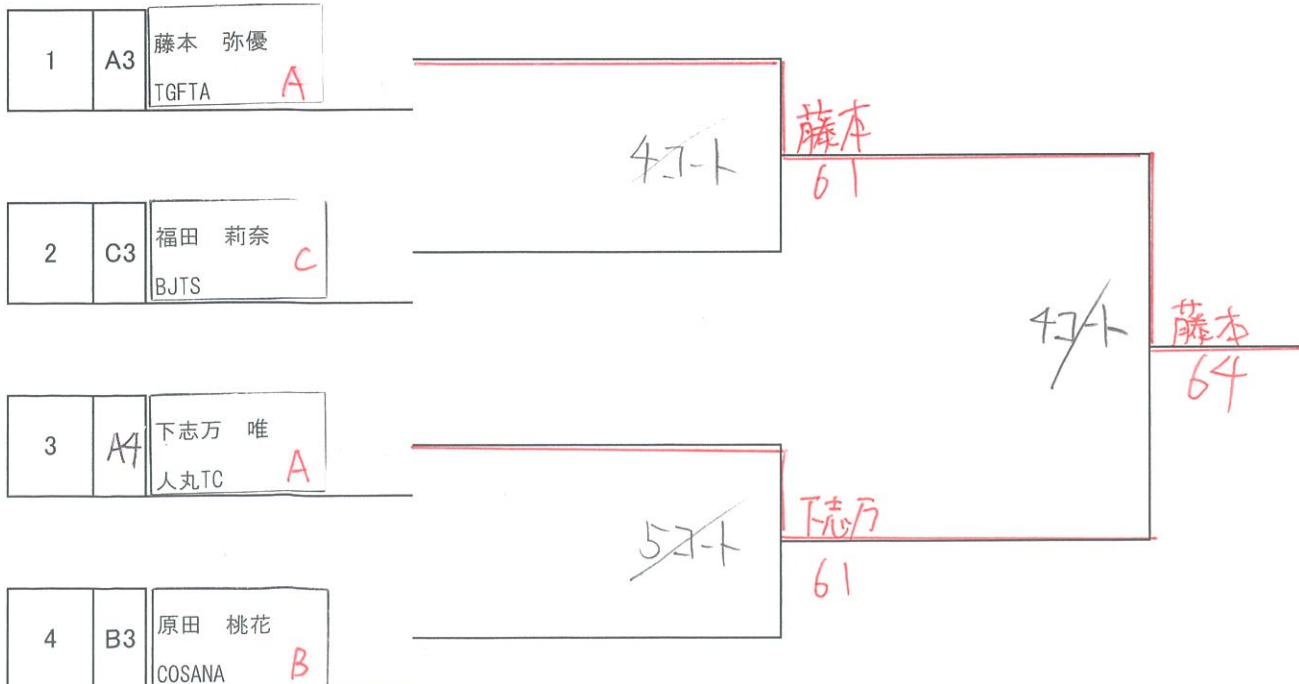 1 A3 藤本 弥優
TGFTA A
4コート
藤本
61
2 C3 福田 莉奈
BJTS C
4コート
藤本
64
3 A4 下志万 唯
人丸TC A
5コート
下志万
61
4 B3 原田 桃花
COSANA B